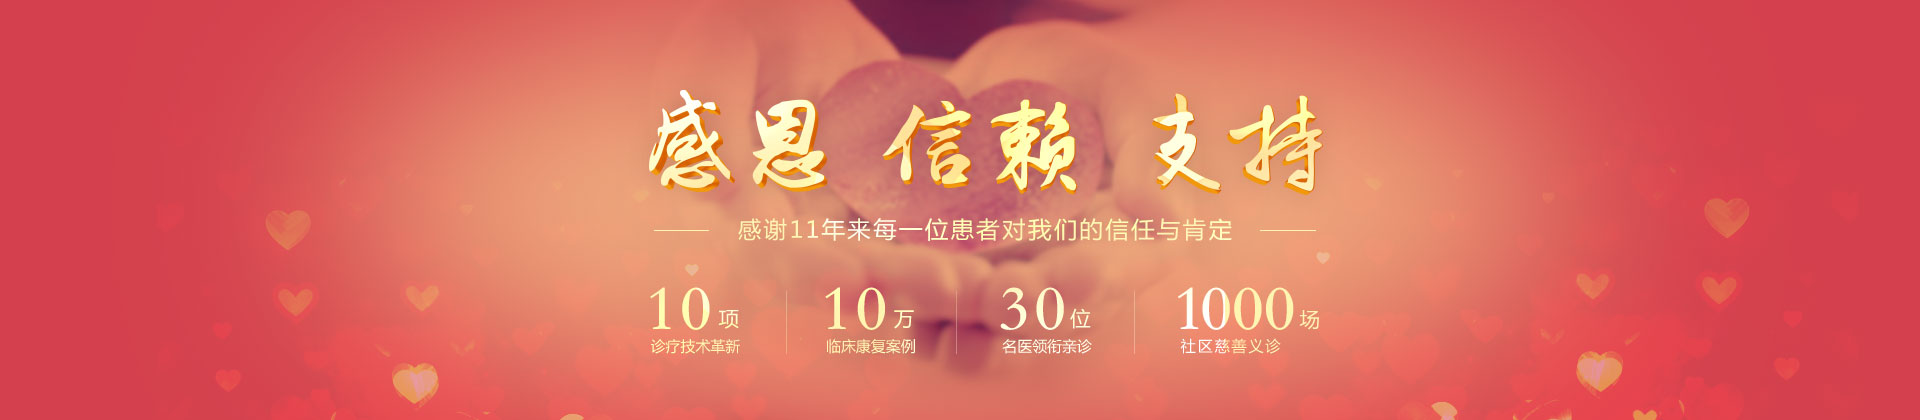 感恩 信赖 支持
感谢11年来每一位患者对我们的信任与肯定
10项 10万 30位 1000场
诊疗技术革新 临床康复案例 名医领衔亲诊 社区慈善义诊